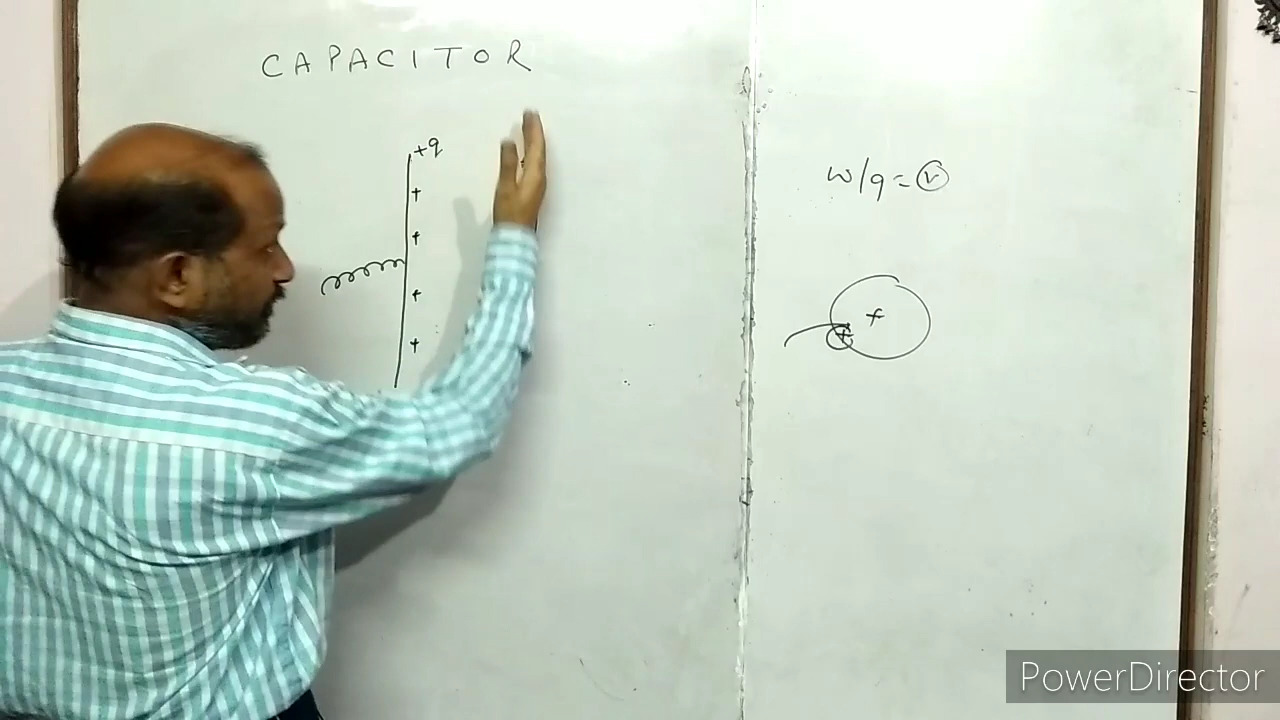 CAPACITOR
+q
+
+
+
+
w/q = V
+
+
PowerDirector